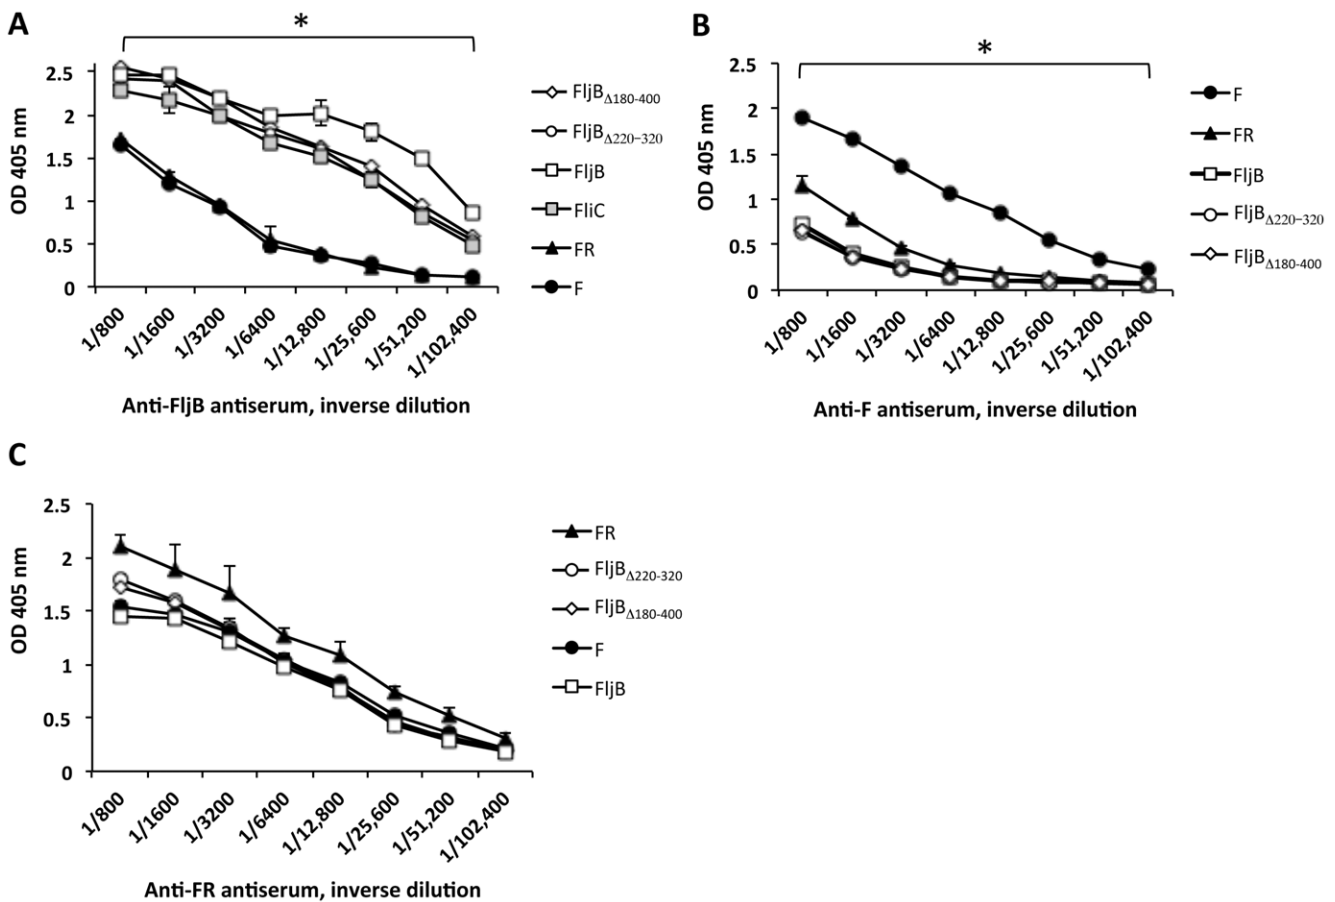 A
*
2.5
2
1.5
1
0.5
0
OD 405 nm
1/800
1/1600
1/3200
1/6400
1/12,800
1/25,600
1/51,200
1/102,400
Anti-FljB antiserum, inverse dilution
FljBΔ180-400
FljBΔ220−320
FljB
FliC
FR
F
B
*
2.5
2
1.5
1
0.5
0
OD 405 nm
1/800
1/1600
1/3200
1/6400
1/12,800
1/25,600
1/51,200
1/102,400
Anti-F antiserum, inverse dilution
F
FR
FljB
FljBΔ220−320
FljBΔ180-400
C
2.5
2
1.5
1
0.5
0
OD 405 nm
1/800
1/1600
1/3200
1/6400
1/12,800
1/25,600
1/51,200
1/102,400
Anti-FR antiserum, inverse dilution
FR
FljBΔ220-320
FljBΔ180-400
F
FljB